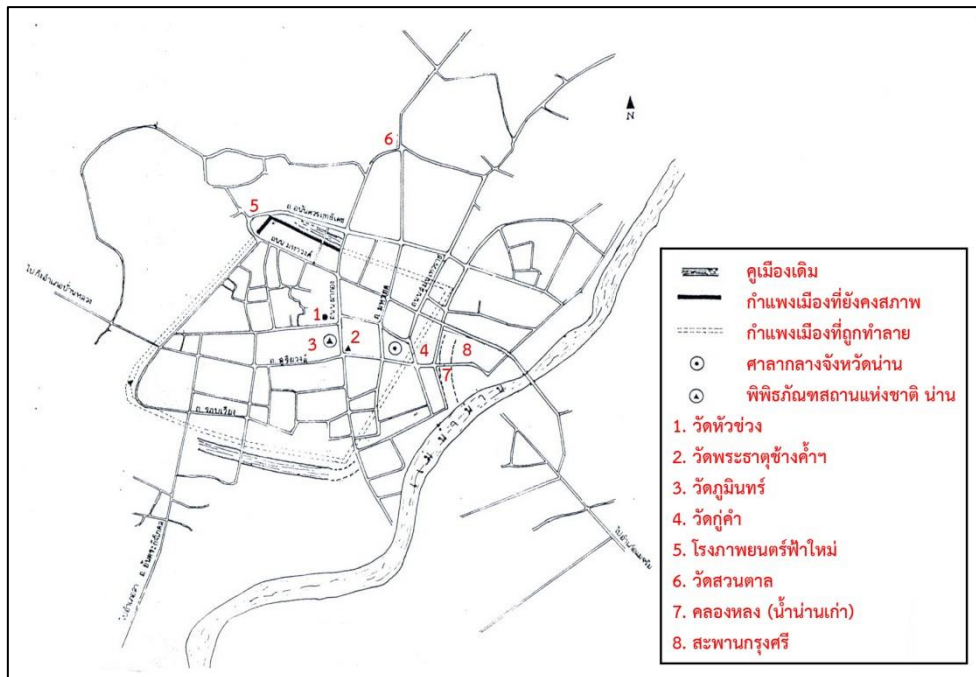 6
N
5
ถ.อนันตวรฤทธิเดช
ถนนมหาวงศ์
1
3
2
ถ.สุริยวงศ์
4
8
7
คูเมืองเดิม
กำแพงเมืองที่ยังคงสภาพ
กำแพงเมืองที่ถูกทำลาย
ศาลากลางจังหวัดน่าน
พิพิธภัณฑสถานแห่งชาติ น่าน
1. วัดหัวข่วง
2. วัดพระธาตุช้างค้ำฯ
3. วัดภูมินทร์
4. วัดกู่คำ
5. โรงภาพยนตร์ฟ้าใหม่
6. วัดสวนตาล
7. คลองหลง (น้ำน่านเก่า)
8. สะพานกรุงศรี